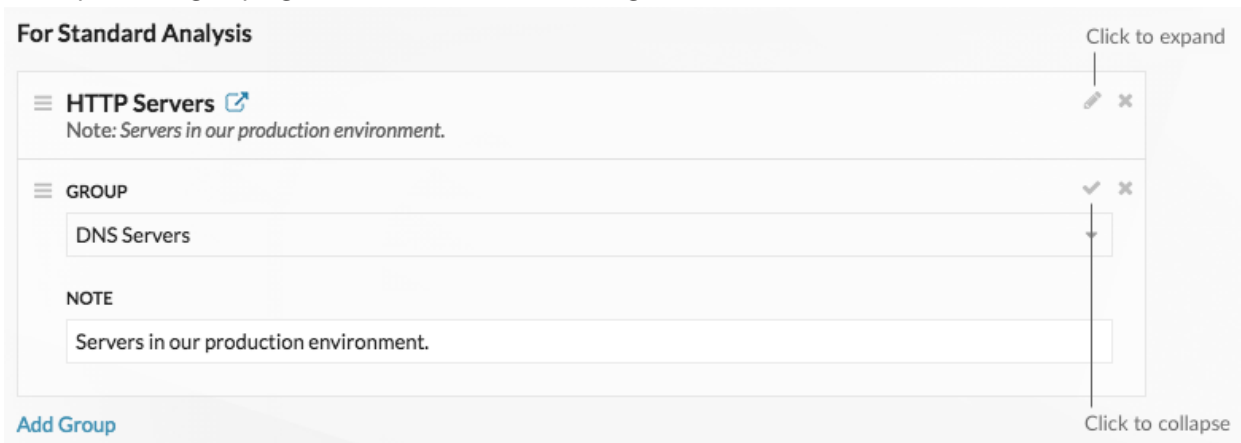 For Standard Analysis
Click to expand
HTTP Servers
Note: Servers in our production environment.
GROUP
DNS Servers
NOTE
Servers in our production environment.
Add Group
Click to collapse